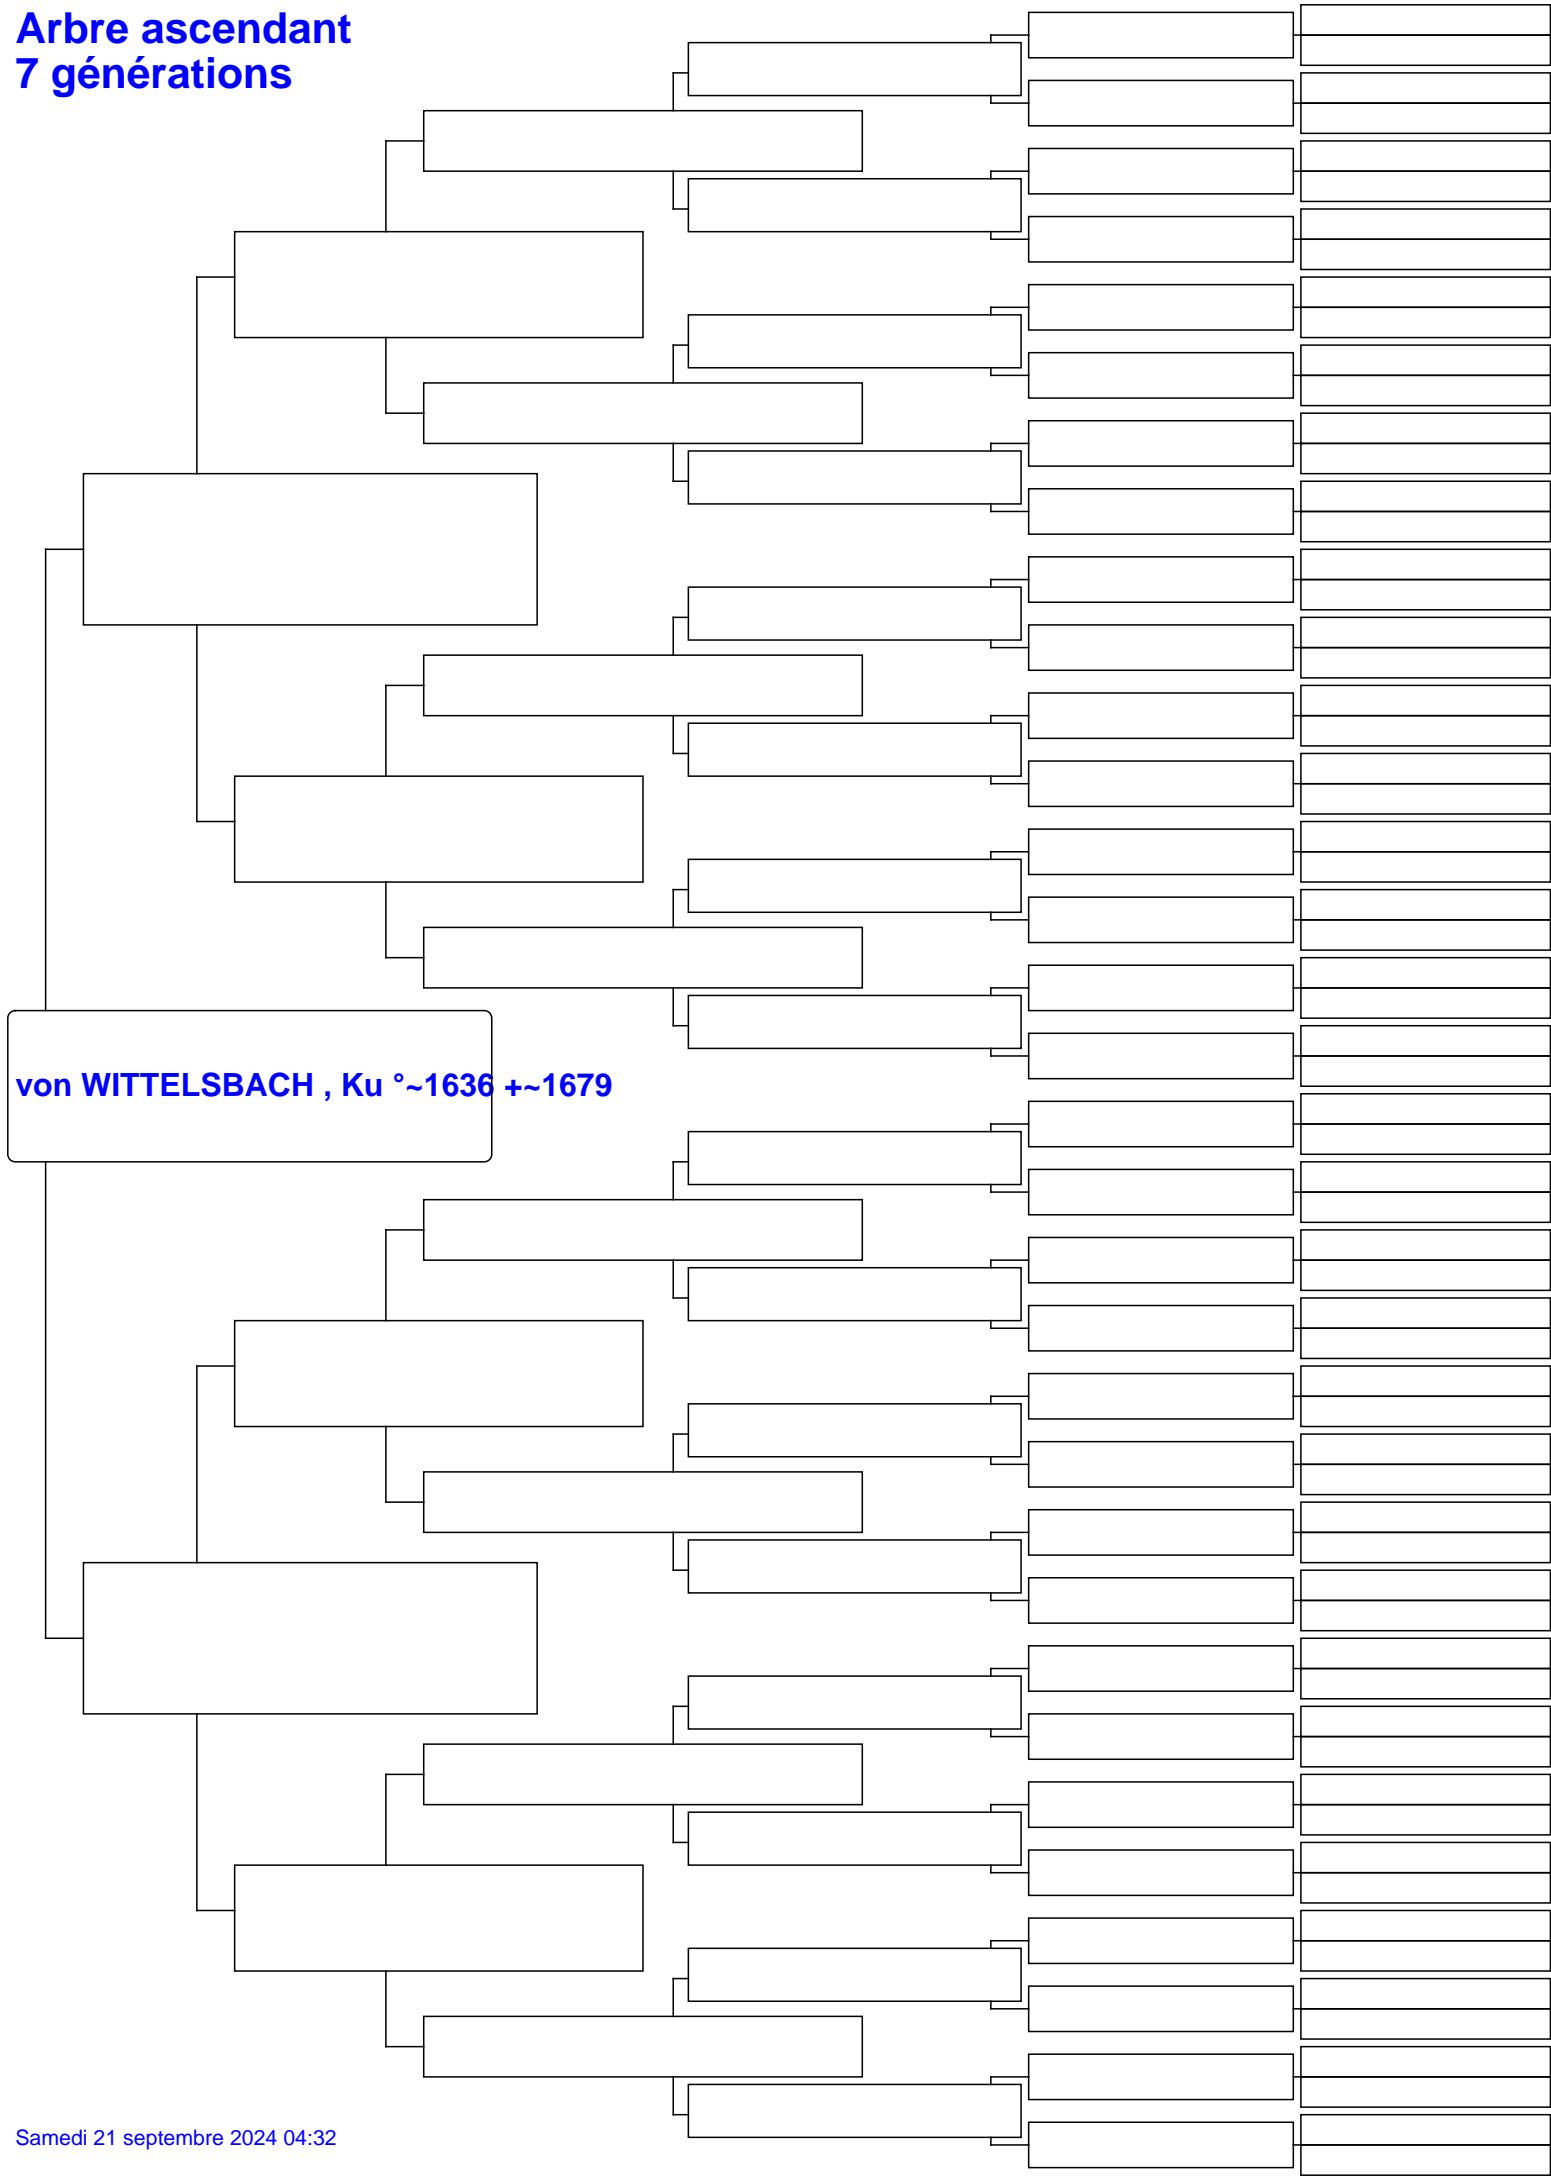 Arbre ascendant
7 générations
von WITTELSBACH , Ku °~1636 +~1679
Samedi 21 septembre 2024 04:32